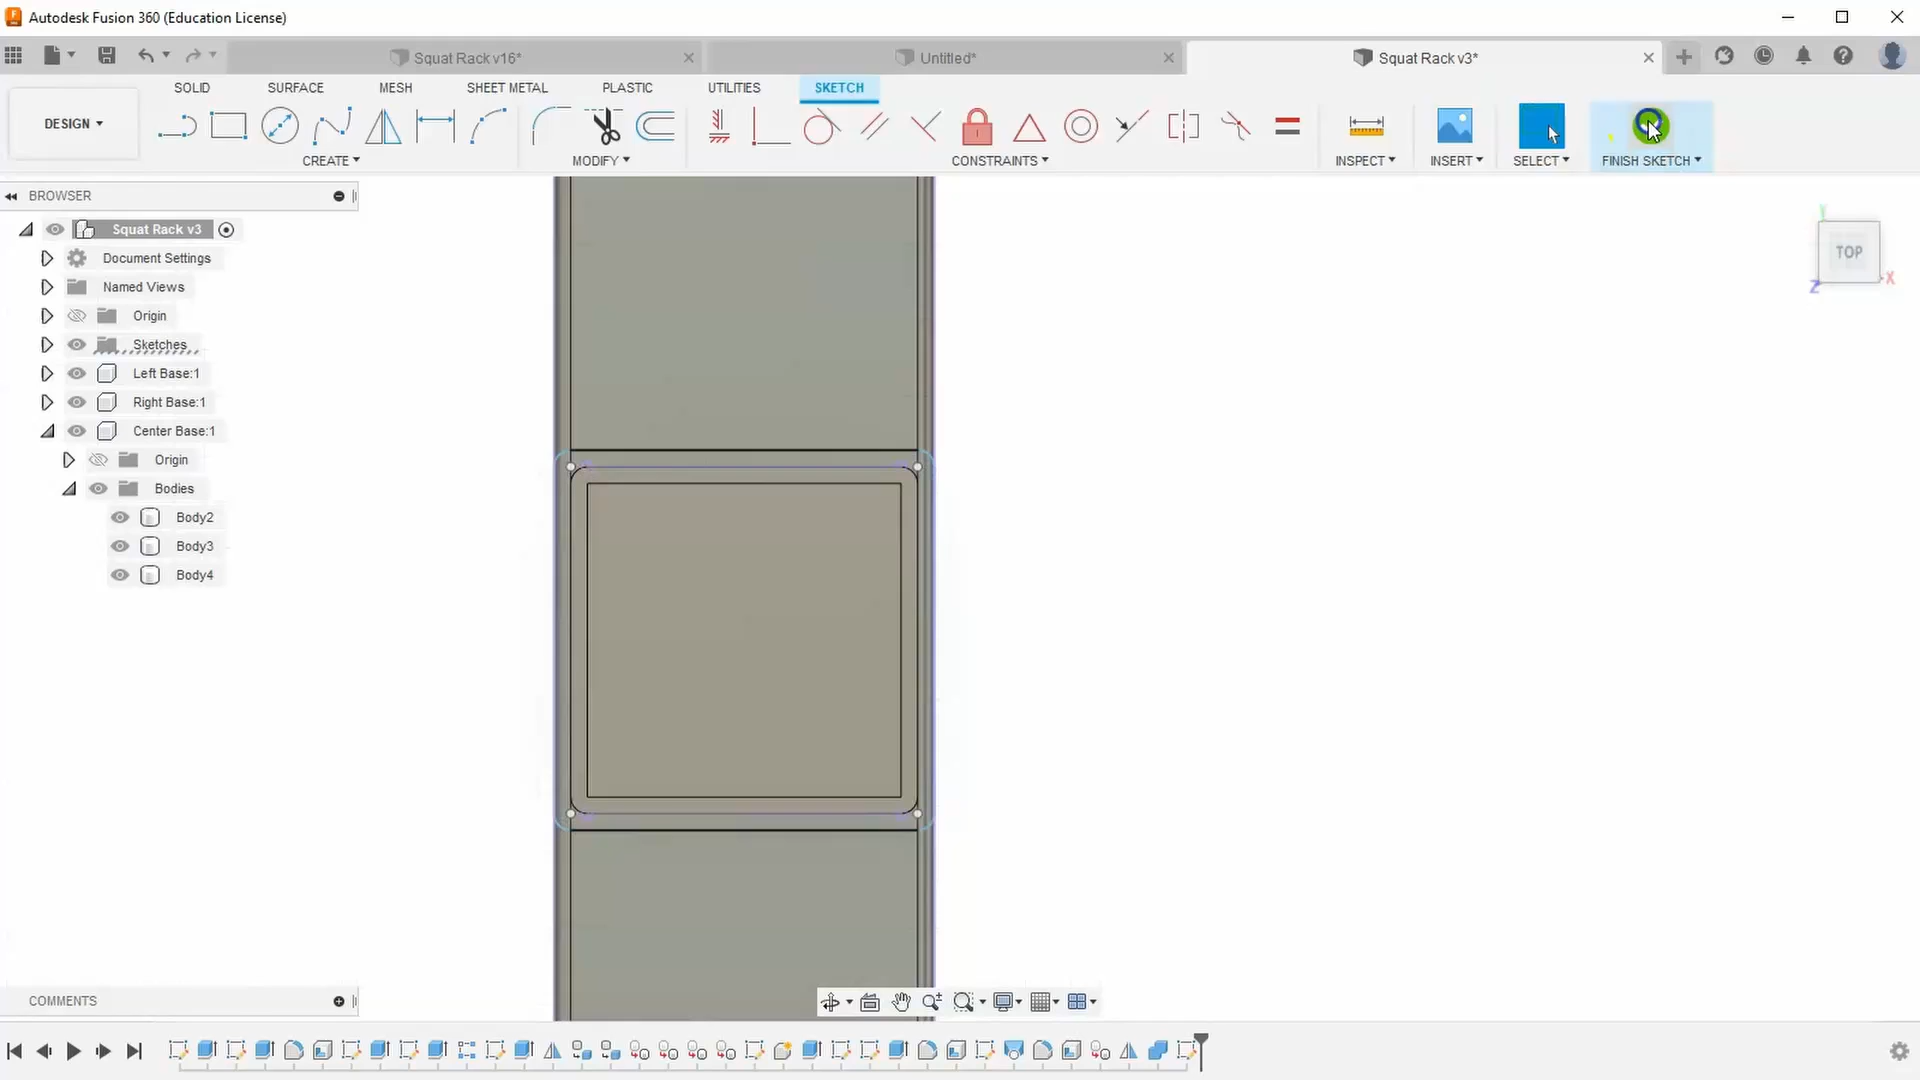 Autodesk Fusion 360 (Education License)
Squat Rack v16*
Untitled*
Squat Rack v3*
SOLID
SURFACE
MESH
SHEET METAL
PLASTIC
UTILITIES
SKETCH
DESIGN
CREATE
MODIFY
CONSTRAINTS
INSPECT
INSERT
SELECT
FINISH SKETCH
BROWSER
Squat Rack v3
Document Settings
Named Views
Origin
Sketches
Left Base:1
Right Base:1
Center Base:1
Origin
Bodies
Body2
Body3
Body4
Y
TOP
X
Z
COMMENTS